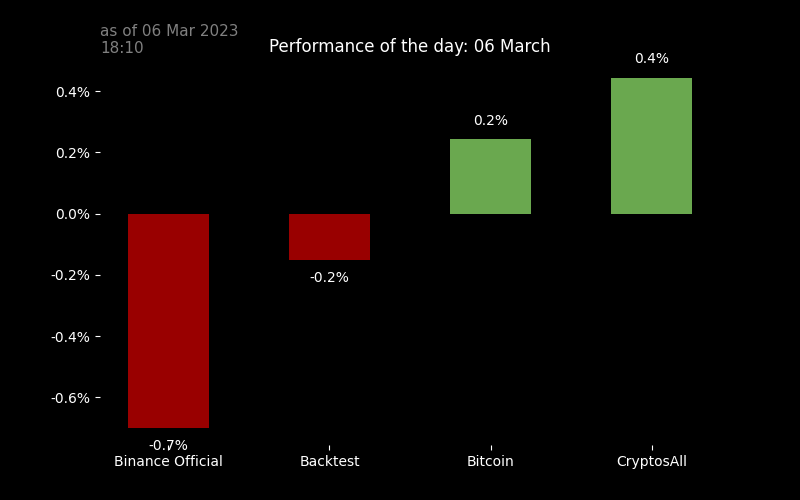 as of 06 Mar 2023
18:10
Performance of the day: 06 March
0.4%
0.4%
0.2%
0.2%
0.0%
-0.2%
-0.2%
-0.4%
-0.6%
-0.7%
Binance Official
Backtest
Bitcoin
CryptosAll